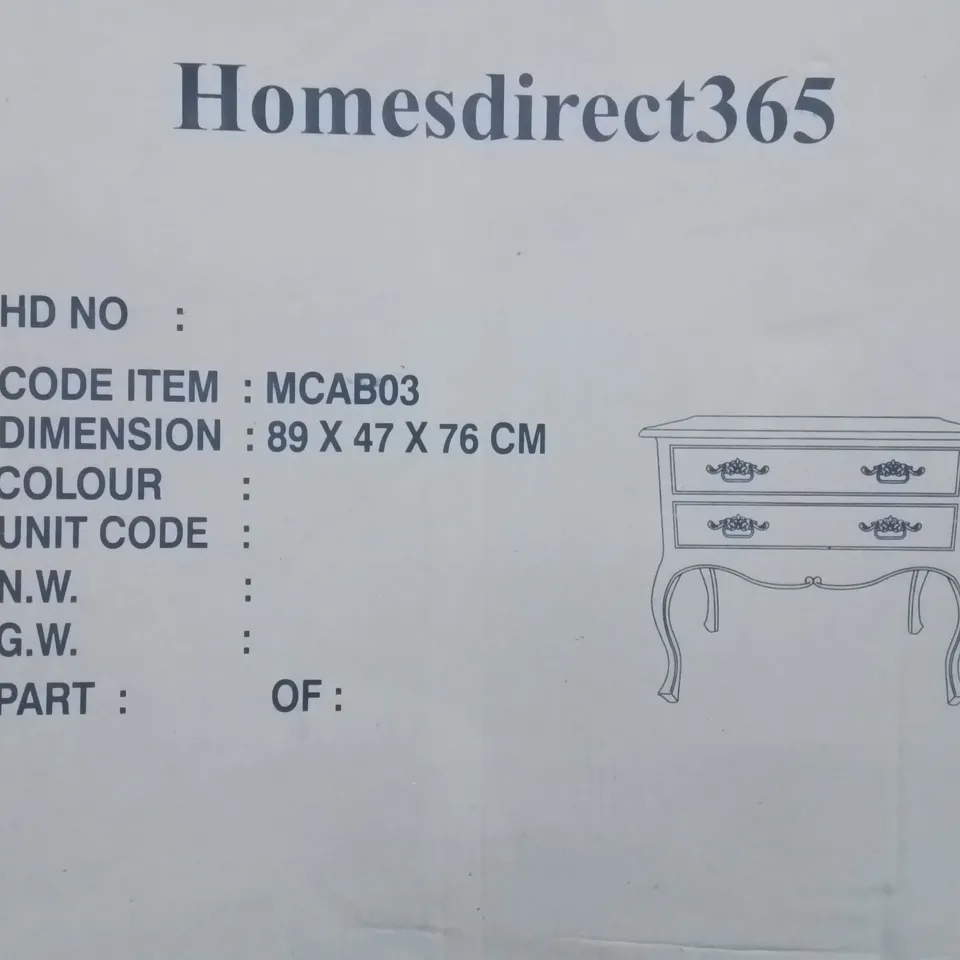 Homesdirect365
HD NO :
CODE ITEM : MCAB03
DIMENSION : 89 X 47 X 76 CM
COLOUR :
UNIT CODE :
N.W. :
G.W. :
PART : OF :